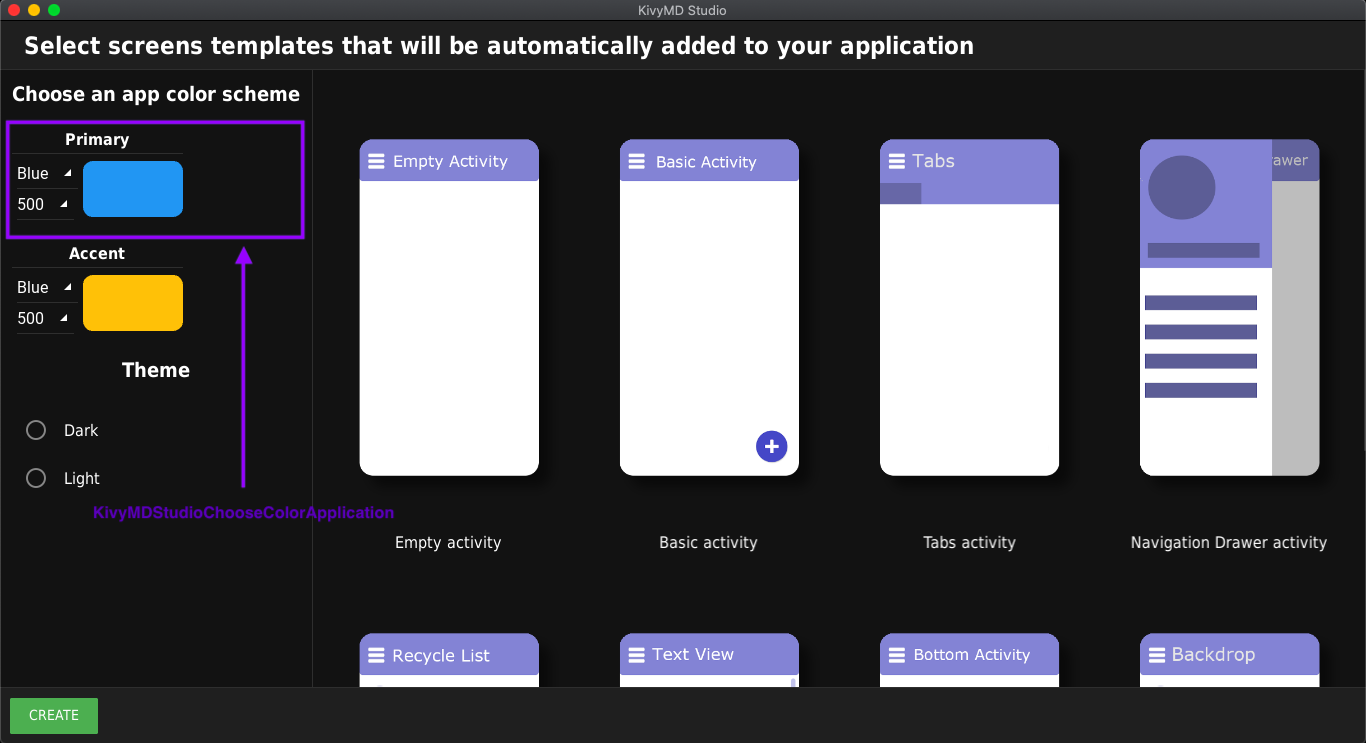 KivyMD Studio
Select screens templates that will be automatically added to your application
Choose an app color scheme
Primary
Blue
500
Accent
Blue
500
Theme
Dark
Light
KivyMDStudioChooseColorApplication
Empty Activity
Basic Activity
Tabs
rawer
Empty activity
Basic activity
Tabs activity
Navigation Drawer activity
Recycle List
Text View
Bottom Activity
Backdrop
CREATE